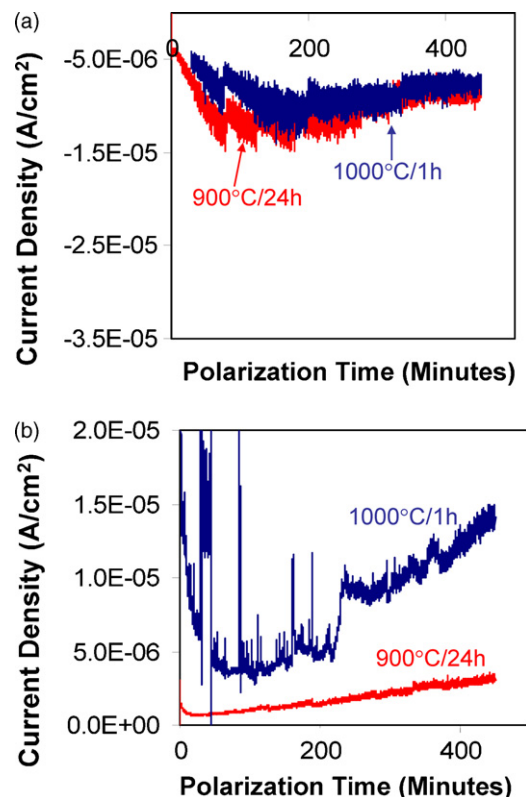 (a)
0 200 400
-5.0E-06
-1.5E-05
-2.5E-05
-3.5E-05
Current Density (A/cm²)
1000°C/1h
900°C/24h
Polarization Time (Minutes)
(b)
2.0E-05
1.5E-05
1.0E-05
5.0E-06
0.0E+00
Current Density (A/cm²)
1000°C/1h
900°C/24h
0 200 400
Polarization Time (Minutes)